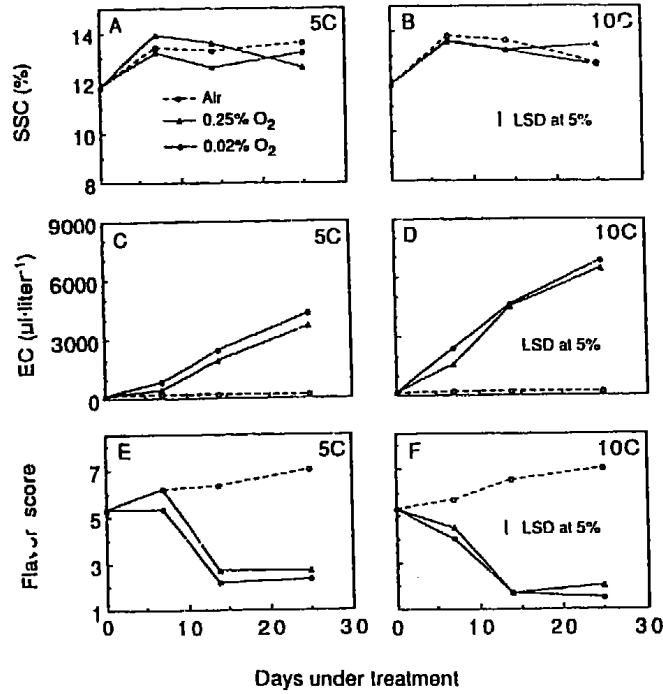 A 5C
B 10C
SSC (%)
14
12
10
8
Air
0.25% O2
0.02% O2
LSD at 5%
C 5C
D 10C
EC (µl·liter⁻¹)
9000
6000
3000
0
LSD at 5%
E 5C
F 10C
Flavor score
7
5
3
1
LSD at 5%
0 10 20 30
0 10 20 30
Days under treatment